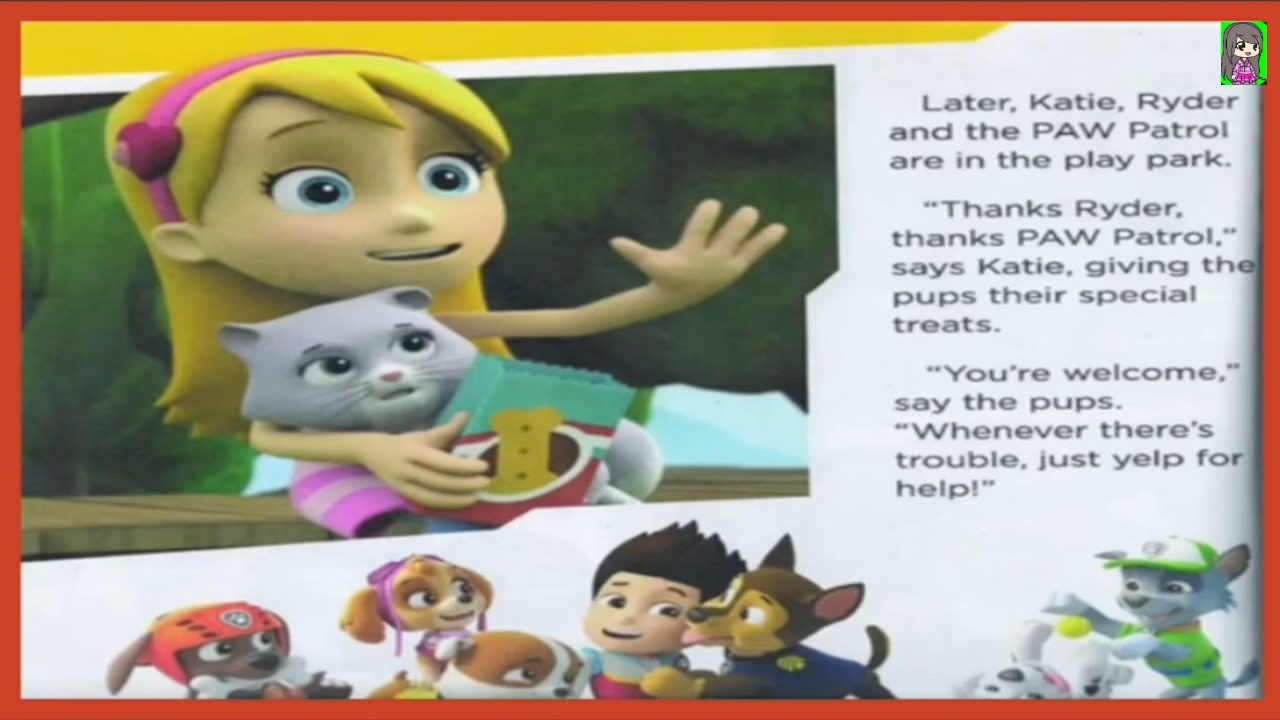 Later, Katie, Ryder
and the PAW Patrol
are in the play park.
“Thanks Ryder,
thanks PAW Patrol,”
says Katie, giving the
pups their special
treats.
“You’re welcome,”
say the pups.
“Whenever there’s
trouble, just yelp for
help!”